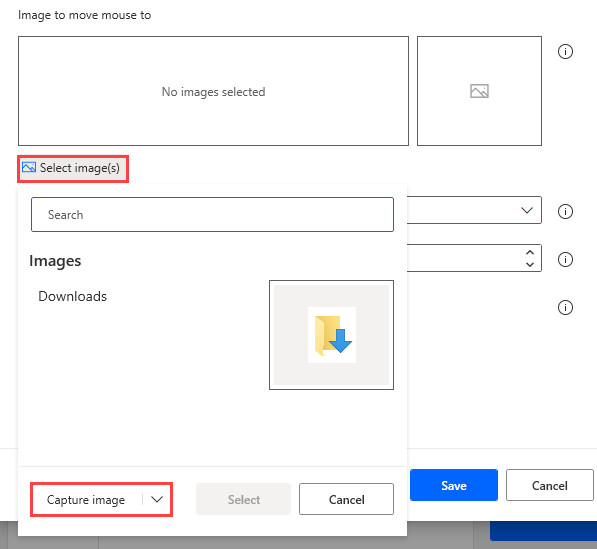 Image to move mouse to
No images selected
Select image(s)
Search
Images
Downloads
Capture image
Select
Cancel
Save
Cancel